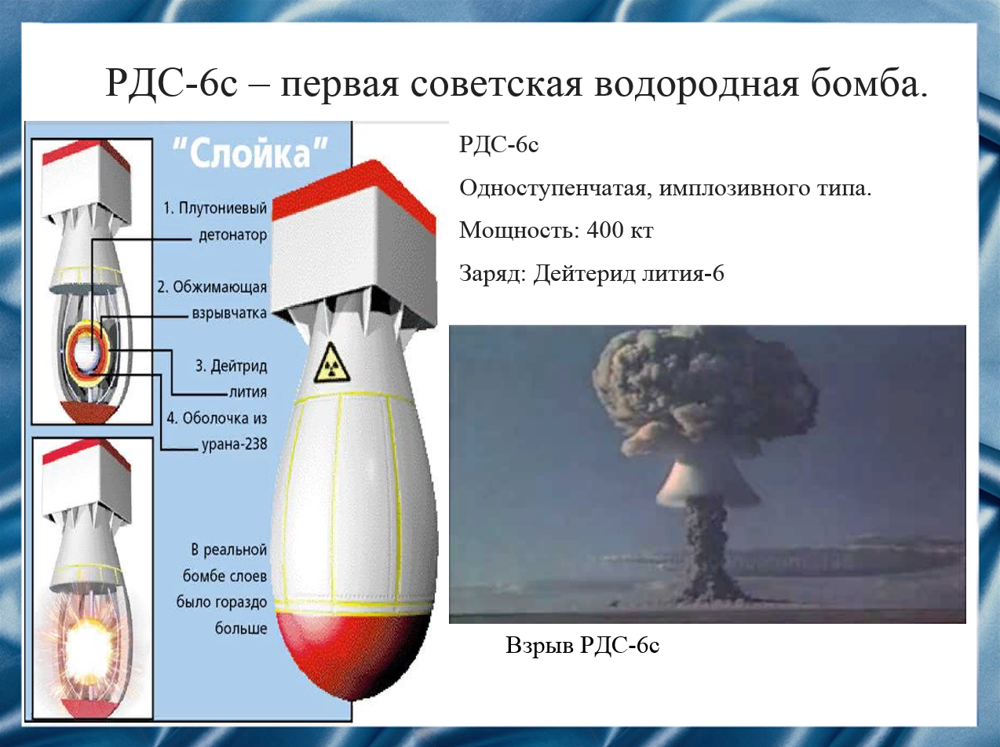 РДС-6с – первая советская водородная бомба.
“Слойка”
1. Плутониевый
детонатор
2. Обжимающая
взрывчатка
3. Дейтрид
лития
4. Оболочка из
урана-238
В реальной
бомбе слоев
было гораздо
больше
РДС-6с
Одноступенчатая, имплозивного типа.
Мощность: 400 кт
Заряд: Дейтерид лития-6
Взрыв РДС-6с